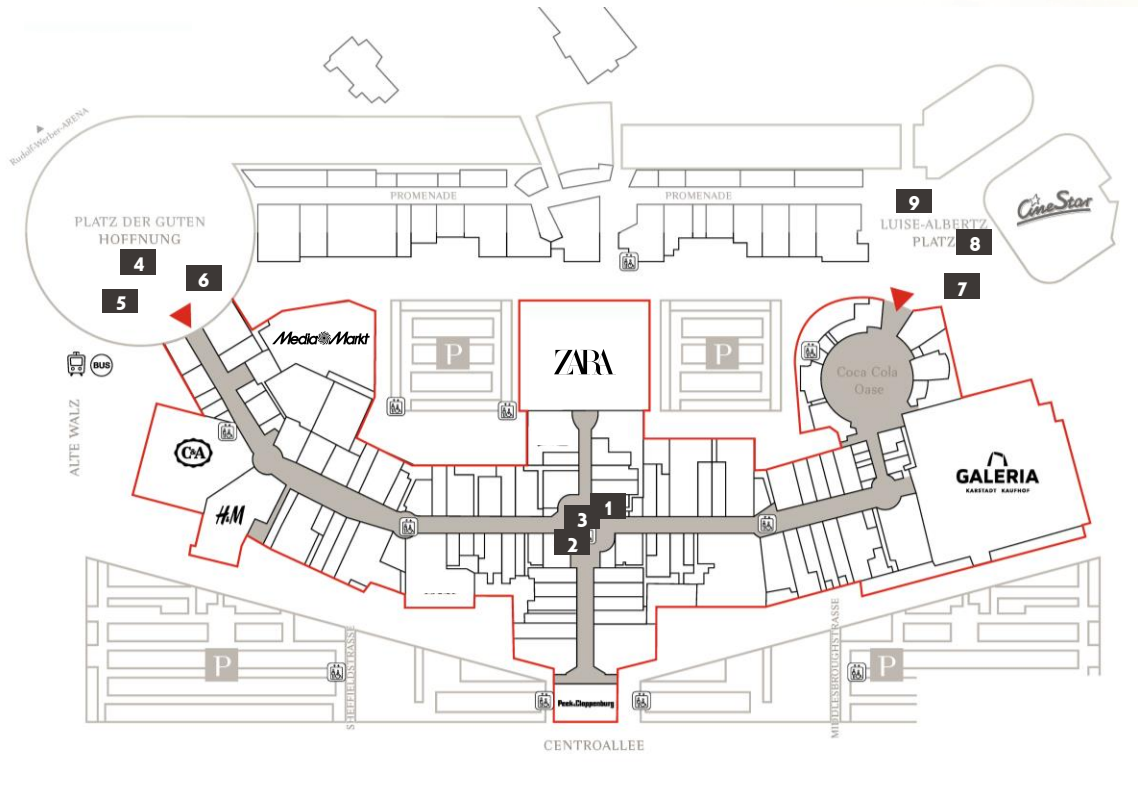 Rudolf-Weber-ARENA
PROMENADE
PROMENADE
9
CineStar
PLATZ DER GUTEN
HOFFNUNG
LUISE-ALBERTZ
PLATZ
8
4
6
5
7
MediaMarkt
ZARA
P
P
BUS
Coca Cola
Oase
ALTE WALZ
C&A
GALERIA
KARSTADT KAUFHOF
H&M
1
3
2
P
P
SHEFFIELDSTRASSE
MIDDLESBROUGHSTRASSE
Peek&Cloppenburg
CENTROALLEE